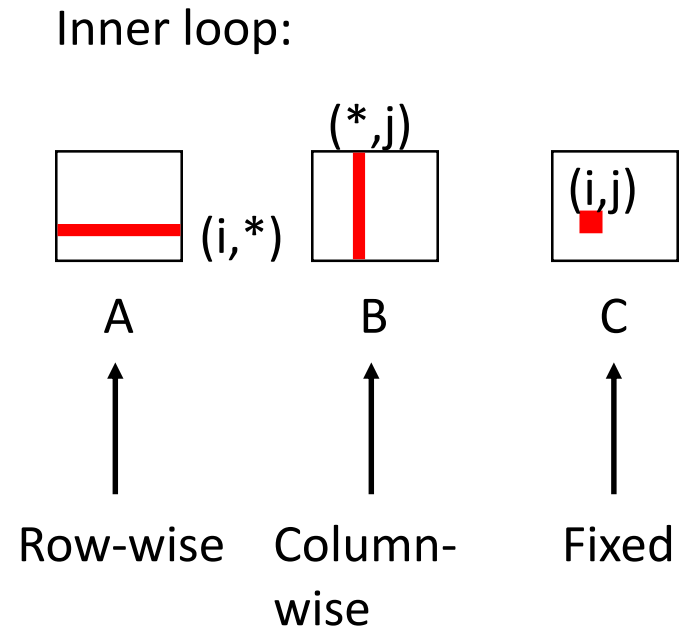 Inner loop:
(*,j)
(i,*)
(i,j)
A
B
C
Row-wise
Column-
wise
Fixed